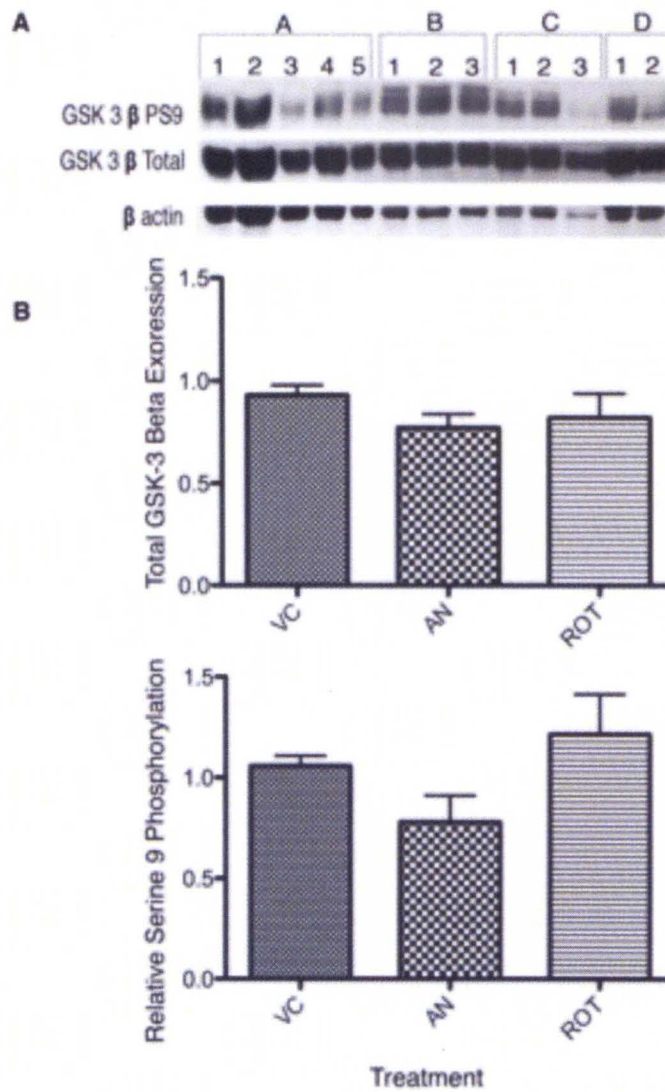 A
A B C D
1 2 3 4 5 1 2 3 1 2 3 1 2
GSK 3 β PS9
GSK 3 β Total
β actin
B
Total GSK-3 Beta Exoression
1.5
1.0
0.5
0.0
VC AN ROT
Relative Serine 9 Phosphorylation
1.5
1.0
0.5
0.0
VC AN ROT
Treatment